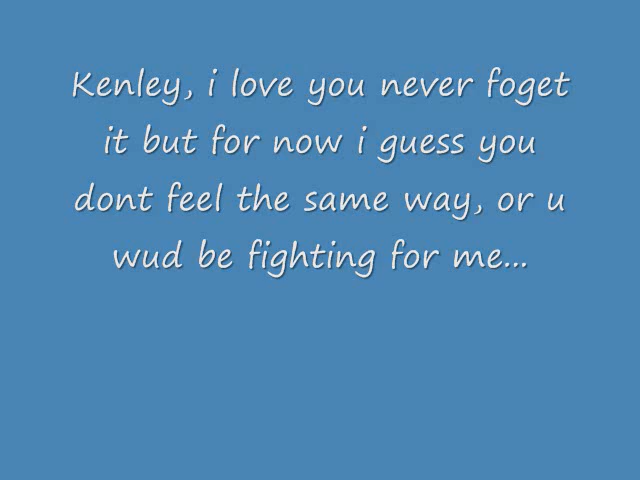 Kenley, i love you never foget
it but for now i guess you
dont feel the same way, or u
wud be fighting for me...